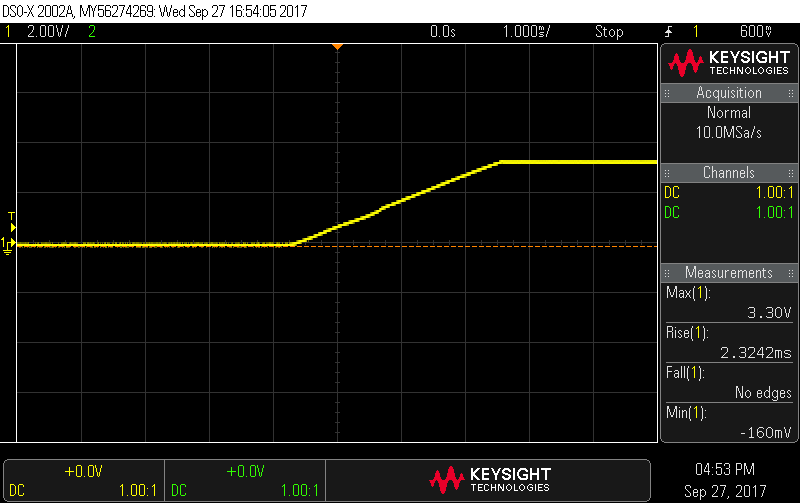 DSO-X 2002A, MY56274269: Wed Sep 27 16:54:05 2017
1 2.00V/ 2 0.0s 1.000ms/ Stop 1 600mV
KEYSIGHT
TECHNOLOGIES
Acquisition
Normal
10.0MSa/s
Channels
DC 1.00:1
DC 1.00:1
T
1
Measurements
Max(1):
3.30V
Rise(1):
2.3242ms
Fall(1):
No edges
Min(1):
-160mV
+0.0V
DC 1.00:1
+0.0V
DC 1.00:1
KEYSIGHT
TECHNOLOGIES
04:53 PM
Sep 27, 2017